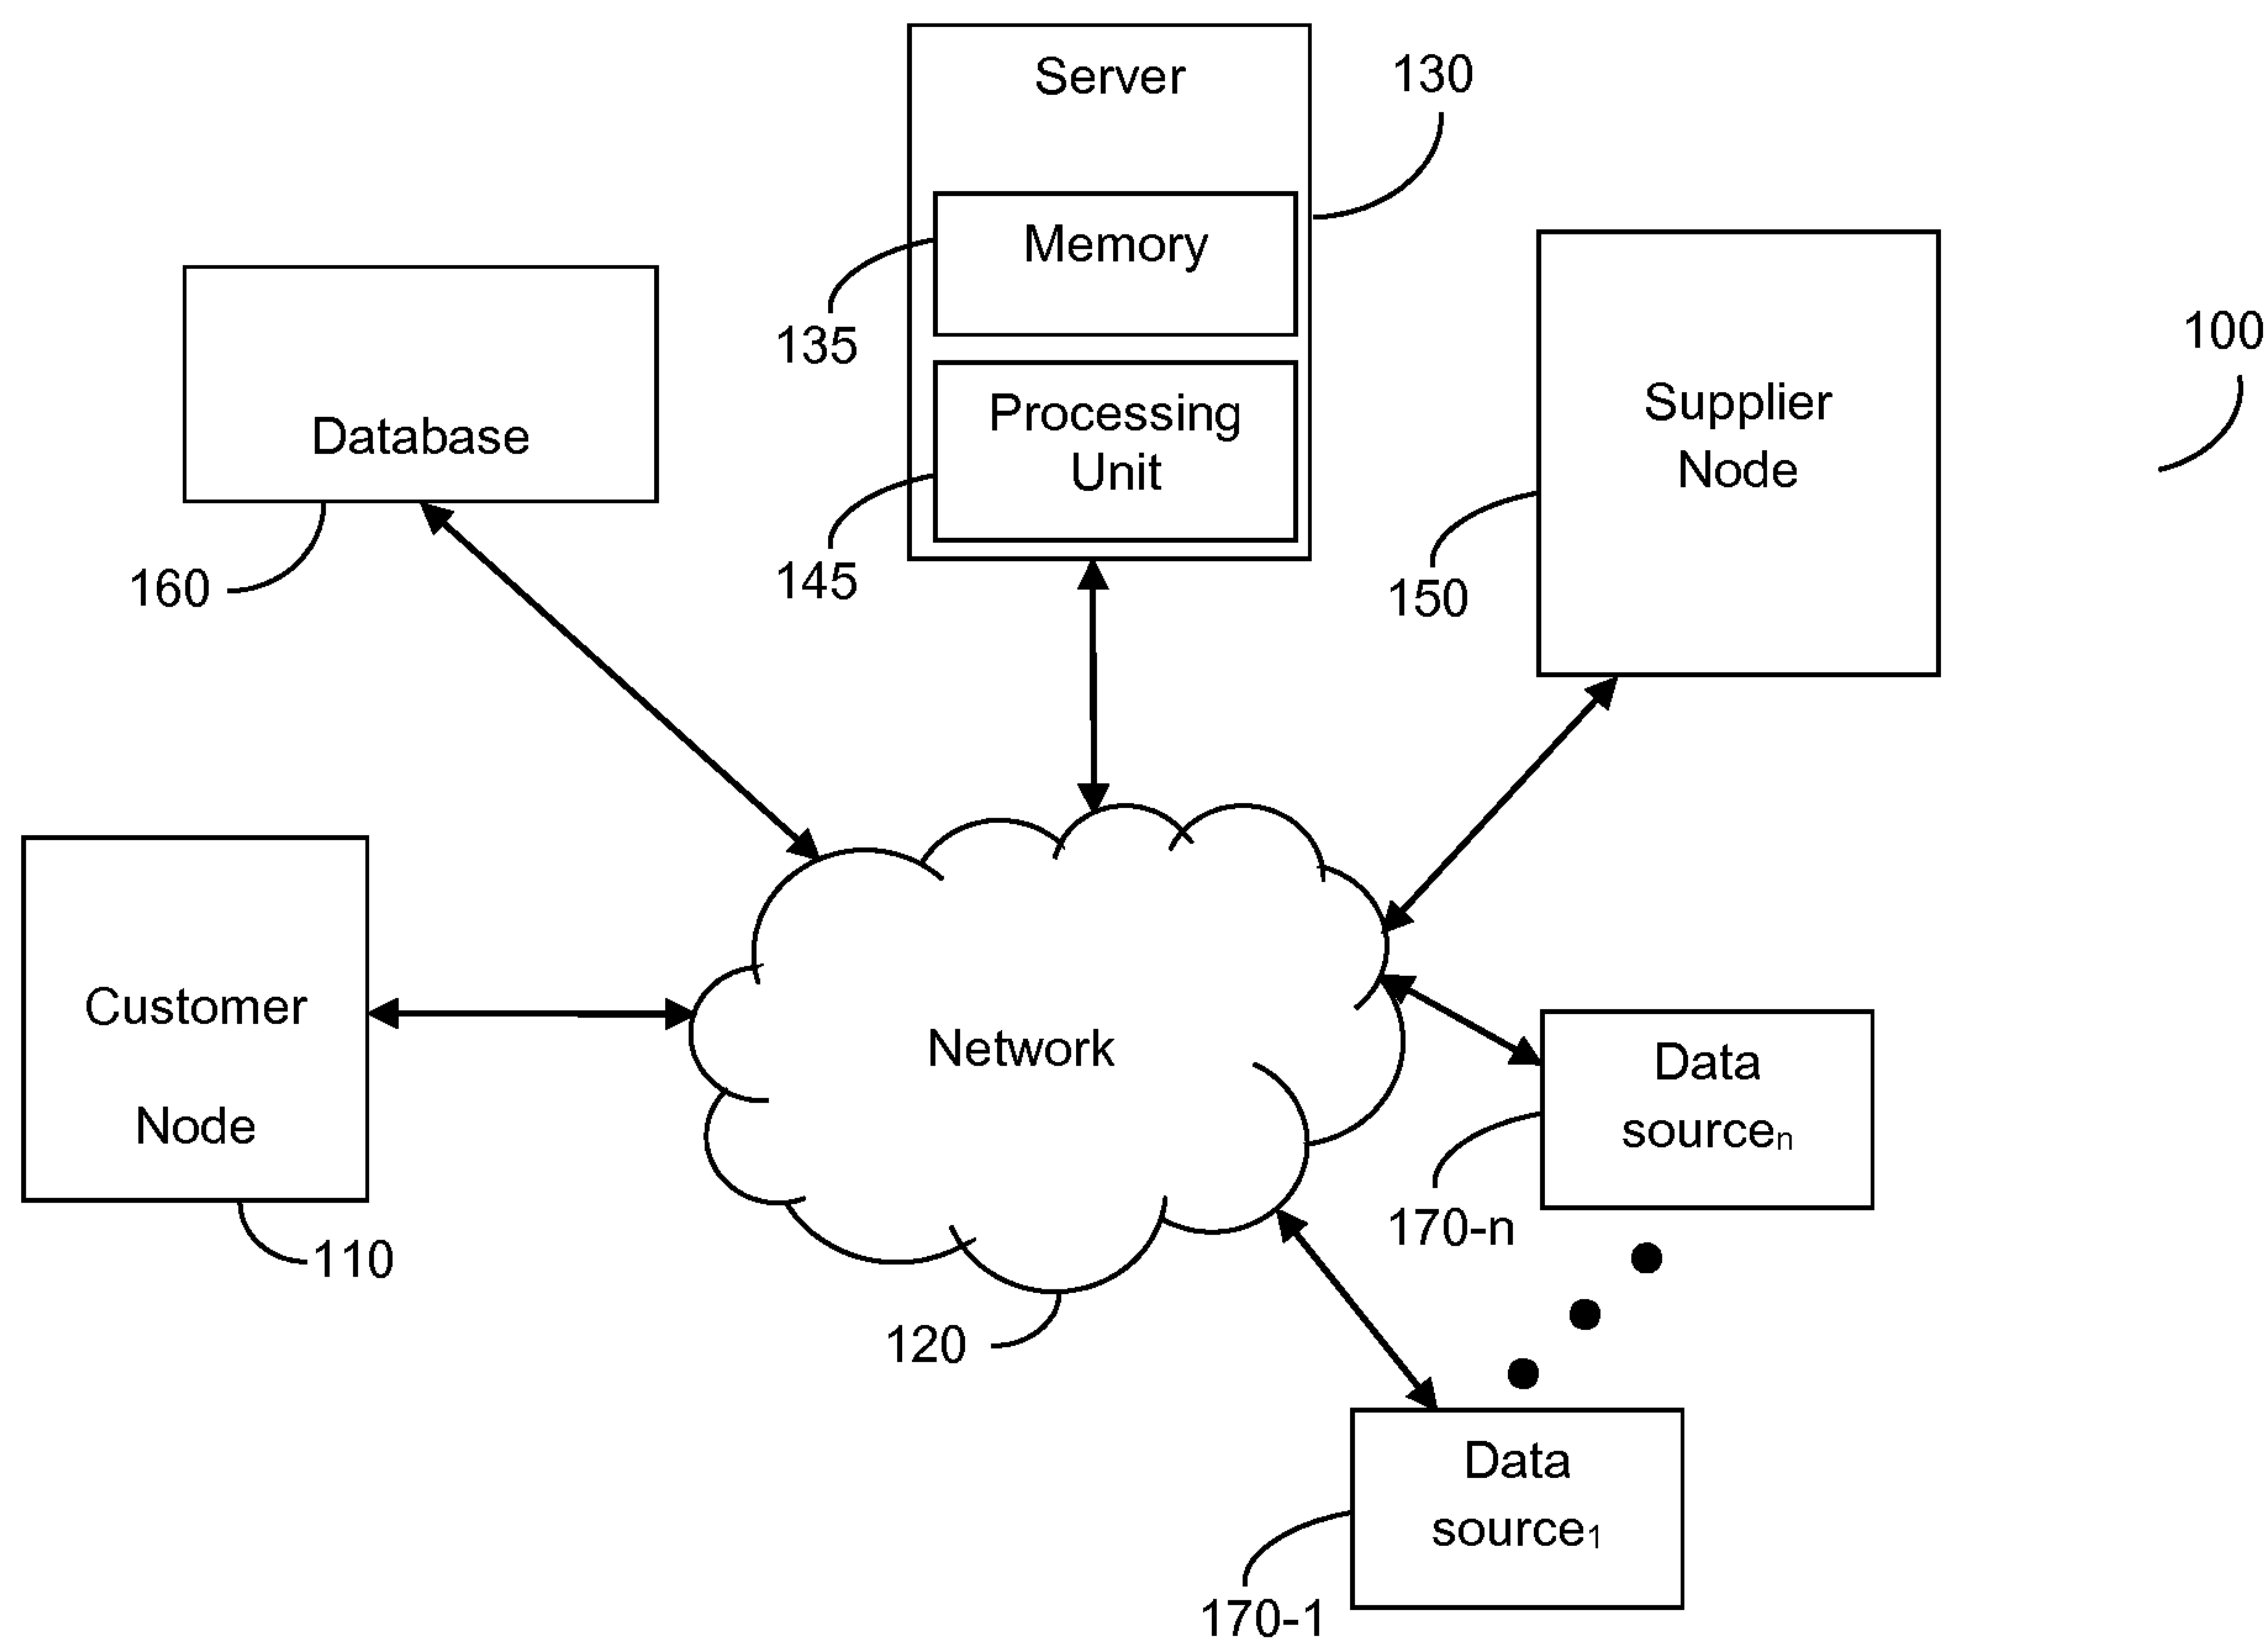 Server
130
Memory
135
Processing
Unit
145
Database
160
Supplier
Node
150
100
Customer
Node
110
Network
120
Data
sourceₙ
170-n
Data
source₁
170-1